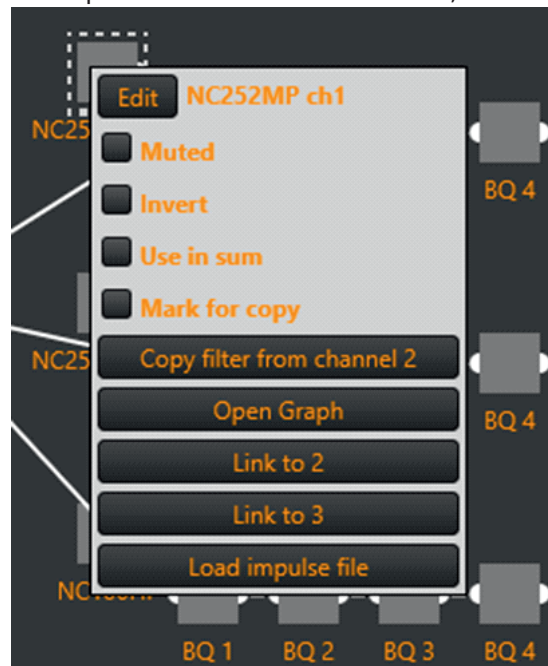 Edit NC252MP ch1
NC25
Muted
Invert
BQ 4
Use in sum
Mark for copy
NC25
Copy filter from channel 2
Open Graph
BQ 4
Link to 2
Link to 3
Load impulse file
BQ 1 BQ 2 BQ 3 BQ 4